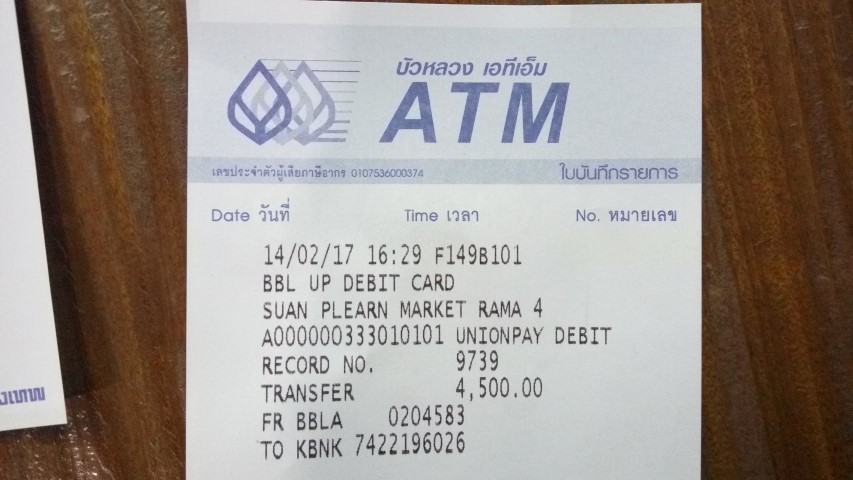 บัวหลวง เอทีเอ็ม
ATM
เลขประจำตัวผู้เสียภาษีอากร 0107536000374 ใบบันทึกรายการ
Date วันที่ Time เวลา No. หมายเลข
14/02/17 16:29 F149B101
BBL UP DEBIT CARD
SUAN PLEARN MARKET RAMA 4
A000000333010101 UNIONPAY DEBIT
RECORD NO. 9739
TRANSFER 4,500.00
FR BBLA 0204583
TO KBNK 7422196026